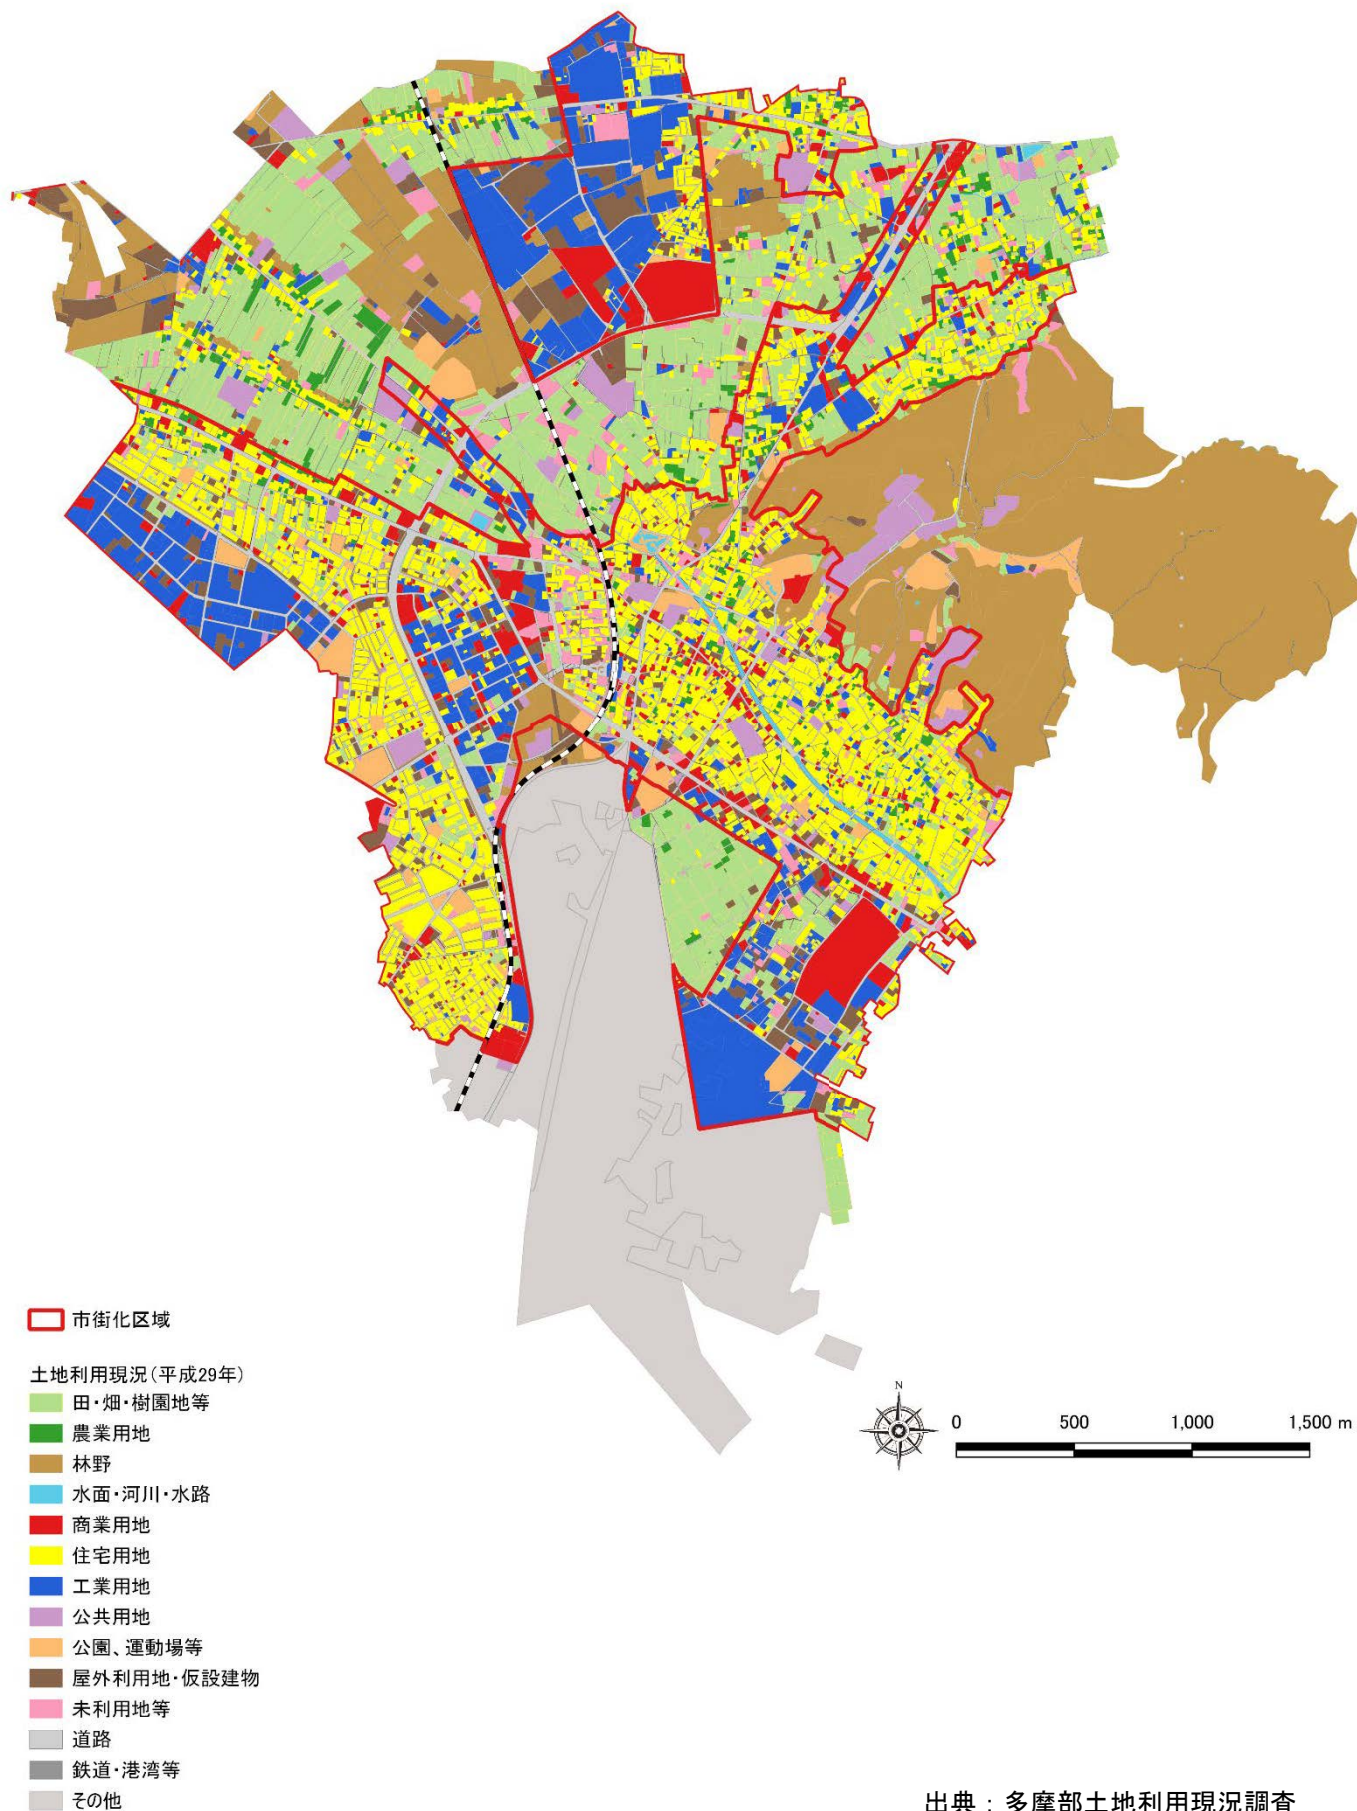 市街化区域
土地利用現況(平成29年)
田・畑・樹園地等
農業用地
林野
水面・河川・水路
商業用地
住宅用地
工業用地
公共用地
公園、運動場等
屋外利用地・仮設建物
未利用地等
道路
鉄道・港湾等
その他
N
0 500 1,000 1,500 m
出典：多摩部土地利用現況調査